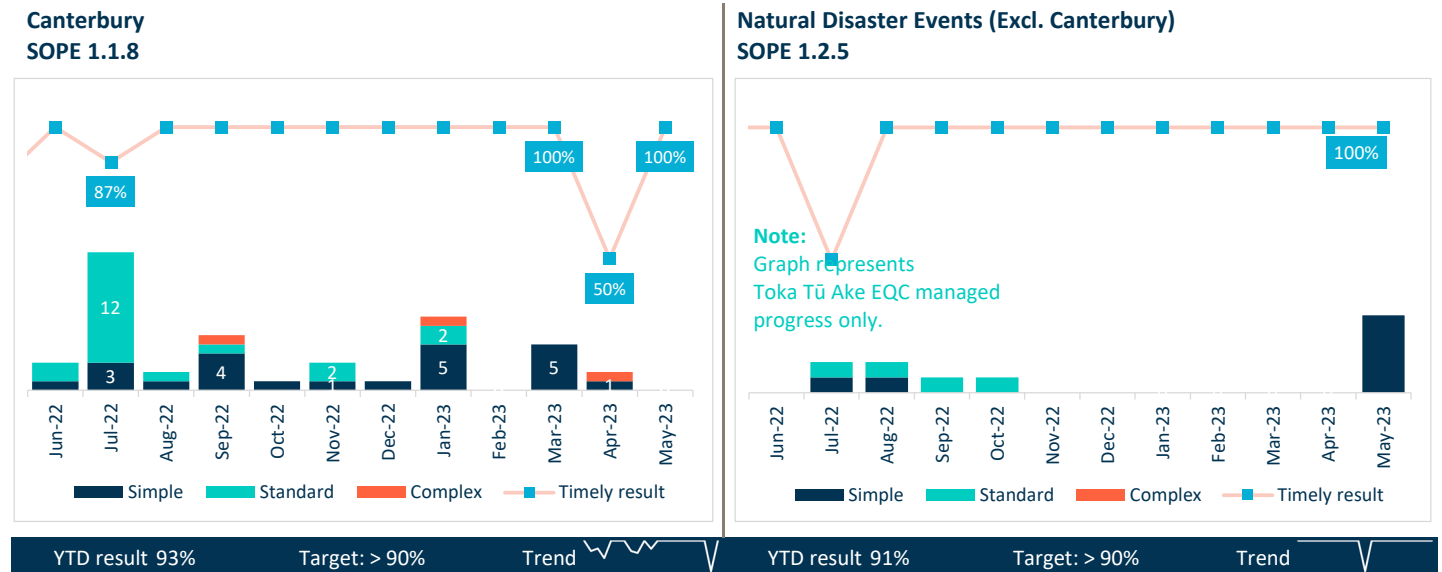 Canterbury
SOPE 1.1.8
100%
100%
87%
50%
12
3
4
2
1
2
5
5
1
Jun-22
Jul-22
Aug-22
Sep-22
Oct-22
Nov-22
Dec-22
Jan-23
Feb-23
Mar-23
Apr-23
May-23
Simple Standard Complex Timely result
YTD result 93% Target: > 90% Trend
Natural Disaster Events (Excl. Canterbury)
SOPE 1.2.5
100%
Note:
Graph represents
Toka Tū Ake EQC managed
progress only.
Jun-22
Jul-22
Aug-22
Sep-22
Oct-22
Nov-22
Dec-22
Jan-23
Feb-23
Mar-23
Apr-23
May-23
Simple Standard Complex Timely result
YTD result 91% Target: > 90% Trend